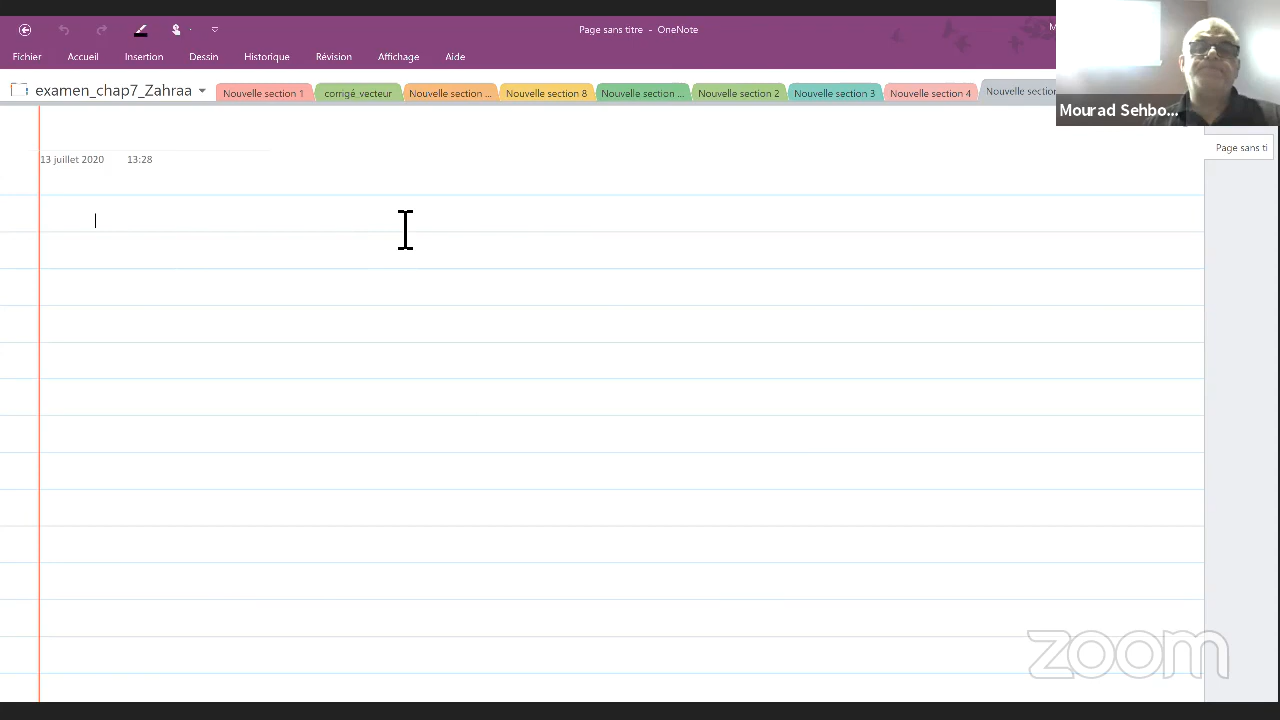 Page sans titre - OneNote
M
Fichier Accueil Insertion Dessin Historique Révision Affichage Aide
examen_chap7_Zahraa Nouvelle section 1 corrigé_vecteur Nouvelle section ... Nouvelle section 8 Nouvelle section ... Nouvelle section 2 Nouvelle section 3 Nouvelle section 4 Nouvelle section
Mourad Sehbo...
Page sans ti
13 juillet 2020 13:28
zoom